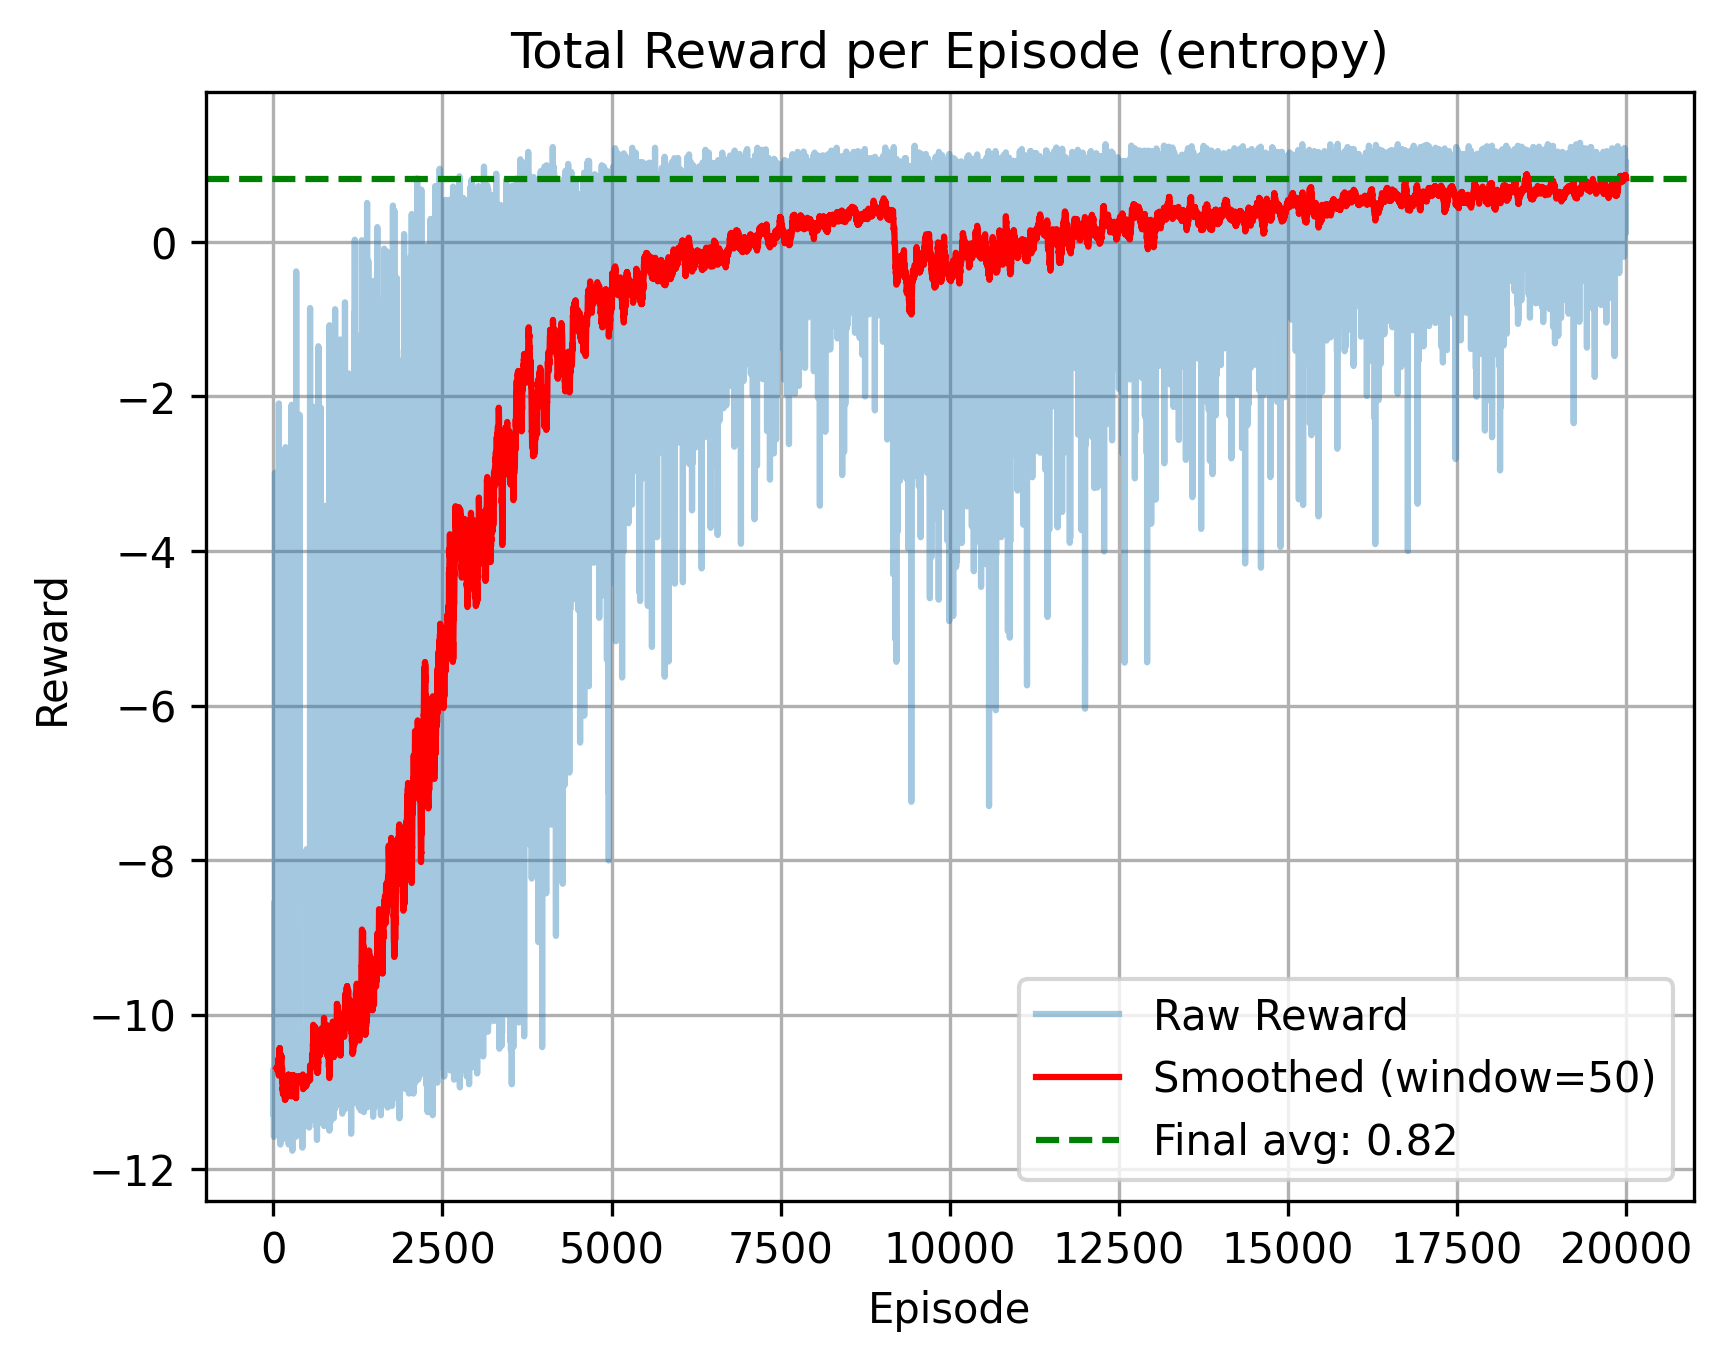 Total Reward per Episode (entropy)
0
−2
−4
−6
−8
−10
−12
Reward
Raw Reward
Smoothed (window=50)
Final avg: 0.82
0 2500 5000 7500 10000 12500 15000 17500 20000
Episode